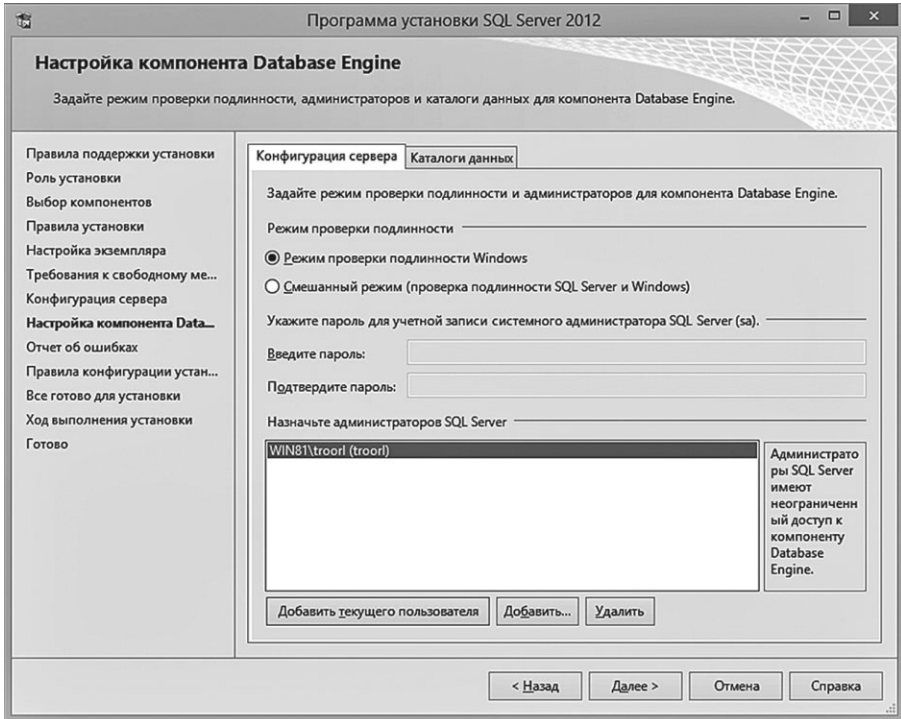 Программа установки SQL Server 2012
Настройка компонента Database Engine
Задайте режим проверки подлинности, администраторов и каталоги данных для компонента Database Engine.
Правила поддержки установки
Роль установки
Выбор компонентов
Правила установки
Настройка экземпляра
Требования к свободному ме...
Конфигурация сервера
Настройка компонента Data...
Отчет об ошибках
Правила конфигурации устан...
Все готово для установки
Ход выполнения установки
Готово
Конфигурация сервера
Каталоги данных
Задайте режим проверки подлинности и администраторов для компонента Database Engine.
Режим проверки подлинности
Режим проверки подлинности Windows
Смешанный режим (проверка подлинности SQL Server и Windows)
Укажите пароль для учетной записи системного администратора SQL Server (sa).
Введите пароль:
Подтвердите пароль:
Назначьте администраторов SQL Server
WIN81\troorl (troorl)
Администрато
ры SQL Server
имеют
неограниченн
ый доступ к
компоненту
Database
Engine.
Добавить текущего пользователя
Добавить...
Удалить
< Назад
Далее >
Отмена
Справка